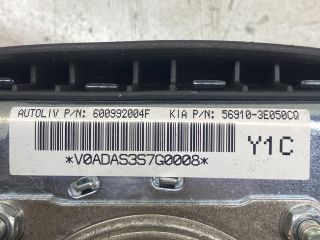 AUTOLIV P/N: 600992004F KIA P/N: 56910-3E050CQ
Y1C
*V0ADAS3S7G0008*